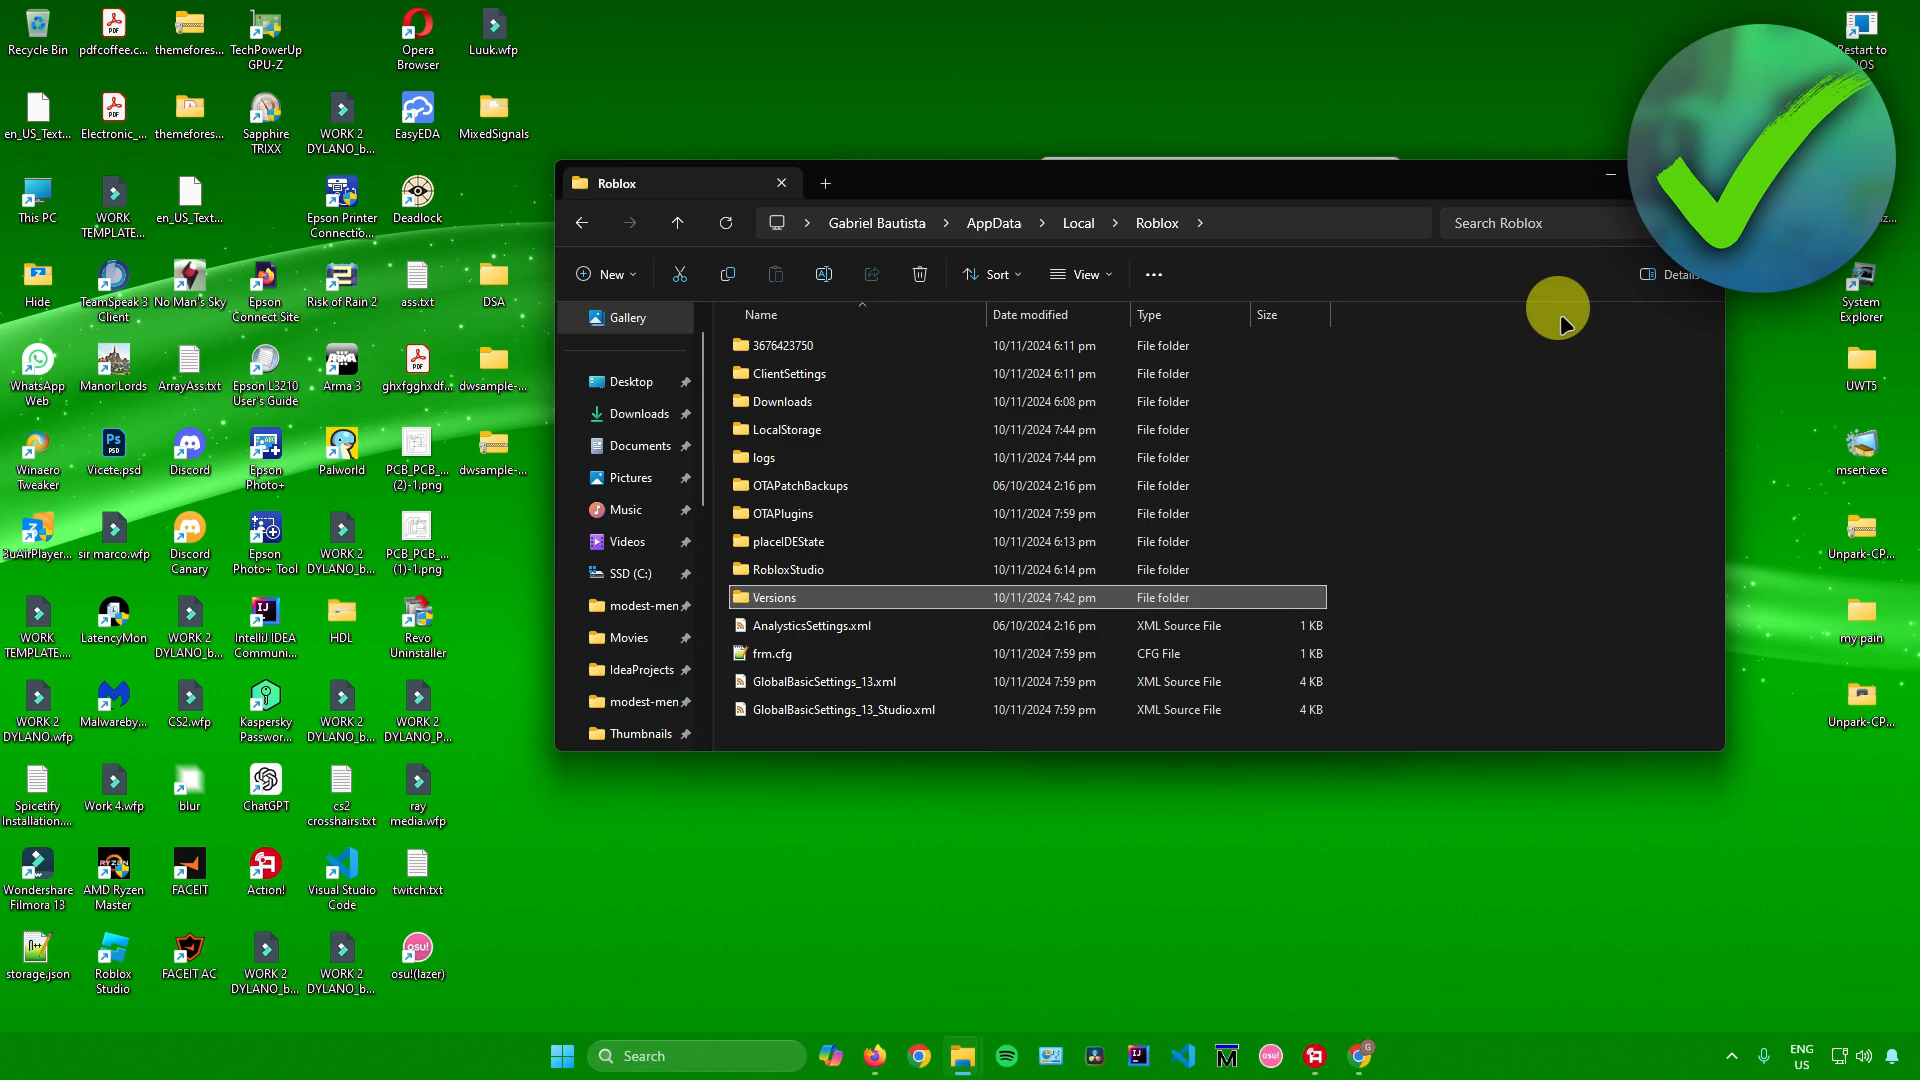 Recycle Bin
pdfcoffee.c...
themefores...
TechPowerUp
GPU-Z
Opera
Browser
Luuk.wfp
en_US_Text...
Electronic_...
themefores...
Sapphire
TRIXX
WORK 2
DYLANO_b...
EasyEDA
MixedSignals
This PC
WORK
TEMPLATE...
en_US_Text...
Epson Printer
Connectio...
Deadlock
Hide
TeamSpeak 3
Client
No Man's Sky
Epson
Connect Site
Risk of Rain 2
ass.txt
DSA
WhatsApp
Web
Manor Lords
ArrayAss.txt
Epson L3210
User's Guide
Arma 3
ghxfgghxdf...
dwsample-...
Winaero
Tweaker
Vicete.psd
Discord
Epson
Photo+
Palworld
PCB_PCB_...
(2)-1.png
dwsample-...
3uAirPlayer...
sir marco.wfp
Discord
Canary
Epson
Photo+ Tool
WORK 2
DYLANO_b...
PCB_PCB_...
(1)-1.png
WORK
TEMPLATE....
LatencyMon
WORK 2
DYLANO_b...
IntelliJ IDEA
Communi...
HDL
Revo
Uninstaller
WORK 2
DYLANO.wfp
Malwareby...
CS2.wfp
Kaspersky
Passwor...
WORK 2
DYLANO_b...
WORK 2
DYLANO_P...
Spicetify
Installation....
Work 4.wfp
blur
ChatGPT
cs2
crosshairs.txt
ray
media.wfp
Wondershare
Filmora 13
AMD Ryzen
Master
FACEIT
Action!
Visual Studio
Code
twitch.txt
storage.json
Roblox
Studio
FACEIT AC
WORK 2
DYLANO_b...
WORK 2
DYLANO_b...
osu!(lazer)
Roblox
Gabriel Bautista > AppData > Local > Roblox >
Search Roblox
New
Sort
View
Details
Name
Date modified
Type
Size
3676423750 10/11/2024 6:11 pm File folder
ClientSettings 10/11/2024 6:11 pm File folder
Downloads 10/11/2024 6:08 pm File folder
LocalStorage 10/11/2024 7:44 pm File folder
logs 10/11/2024 7:44 pm File folder
OTAPatchBackups 06/10/2024 2:16 pm File folder
OTAPlugins 10/11/2024 7:59 pm File folder
placeIDEState 10/11/2024 6:13 pm File folder
RobloxStudio 10/11/2024 6:14 pm File folder
Versions 10/11/2024 7:42 pm File folder
AnalysticsSettings.xml 06/10/2024 2:16 pm XML Source File 1 KB
frm.cfg 10/11/2024 7:59 pm CFG File 1 KB
GlobalBasicSettings_13.xml 10/11/2024 7:59 pm XML Source File 4 KB
GlobalBasicSettings_13_Studio.xml 10/11/2024 7:59 pm XML Source File 4 KB
Gallery
Desktop
Downloads
Documents
Pictures
Music
Videos
SSD (C:)
modest-men
Movies
IdeaProjects
modest-men
Thumbnails
Restart to
System
Explorer
UWT5
msert.exe
Unpark-CP...
my pain
Unpark-CP...
Search
ENG
US